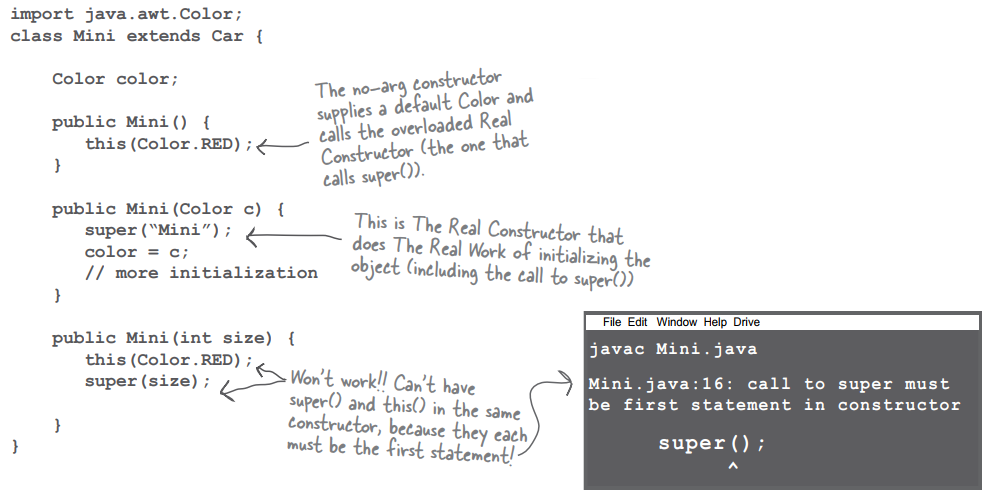 import java.awt.Color;
class Mini extends Car {
Color color;
public Mini() {
this(Color.RED);
}
The no-arg constructor
supplies a default Color and
calls the overloaded Real
Constructor (the one that
calls super()).
public Mini(Color c) {
super(“Mini”);
color = c;
// more initialization
}
This is The Real Constructor that
does The Real Work of initializing the
object (including the call to super())
public Mini(int size) {
this(Color.RED);
super(size);
}
}
Won't work!! Can't have
super() and this() in the same
constructor, because they each
must be the first statement!
File Edit Window Help Drive
javac Mini.java
Mini.java:16: call to super must
be first statement in constructor
super();
^